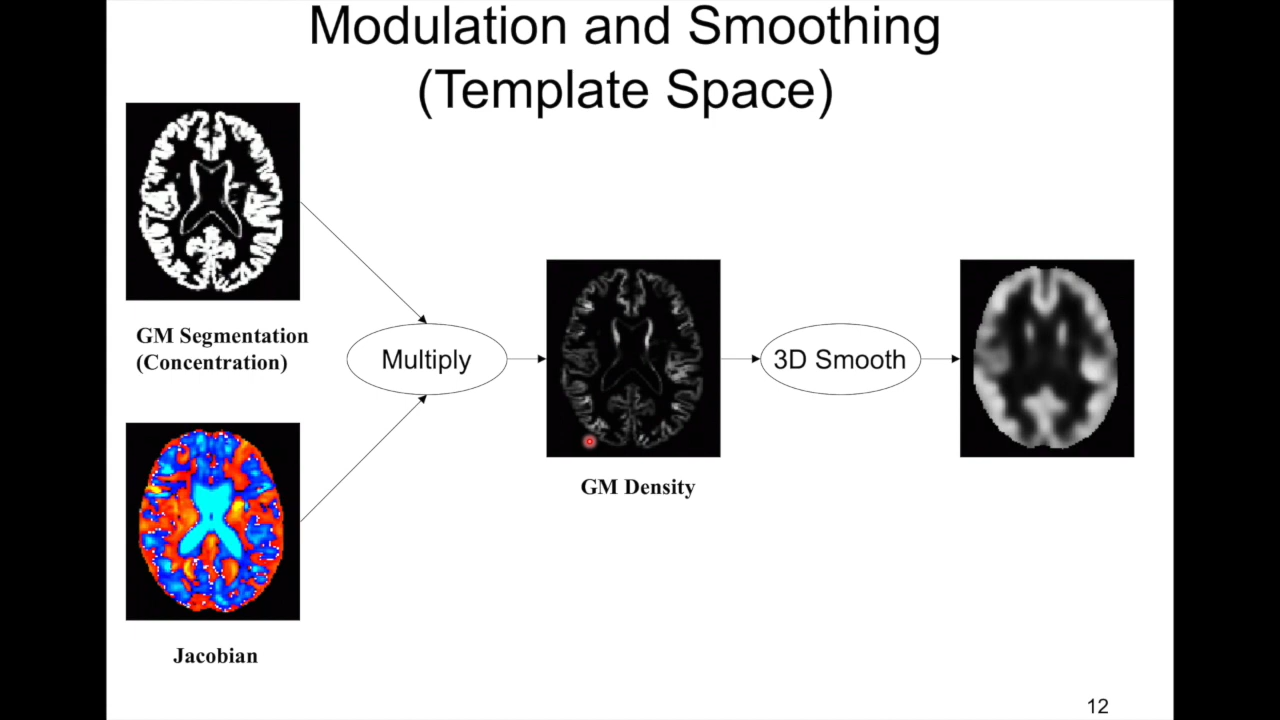 Modulation and Smoothing
(Template Space)
GM Segmentation
(Concentration)
Multiply
3D Smooth
GM Density
Jacobian
12